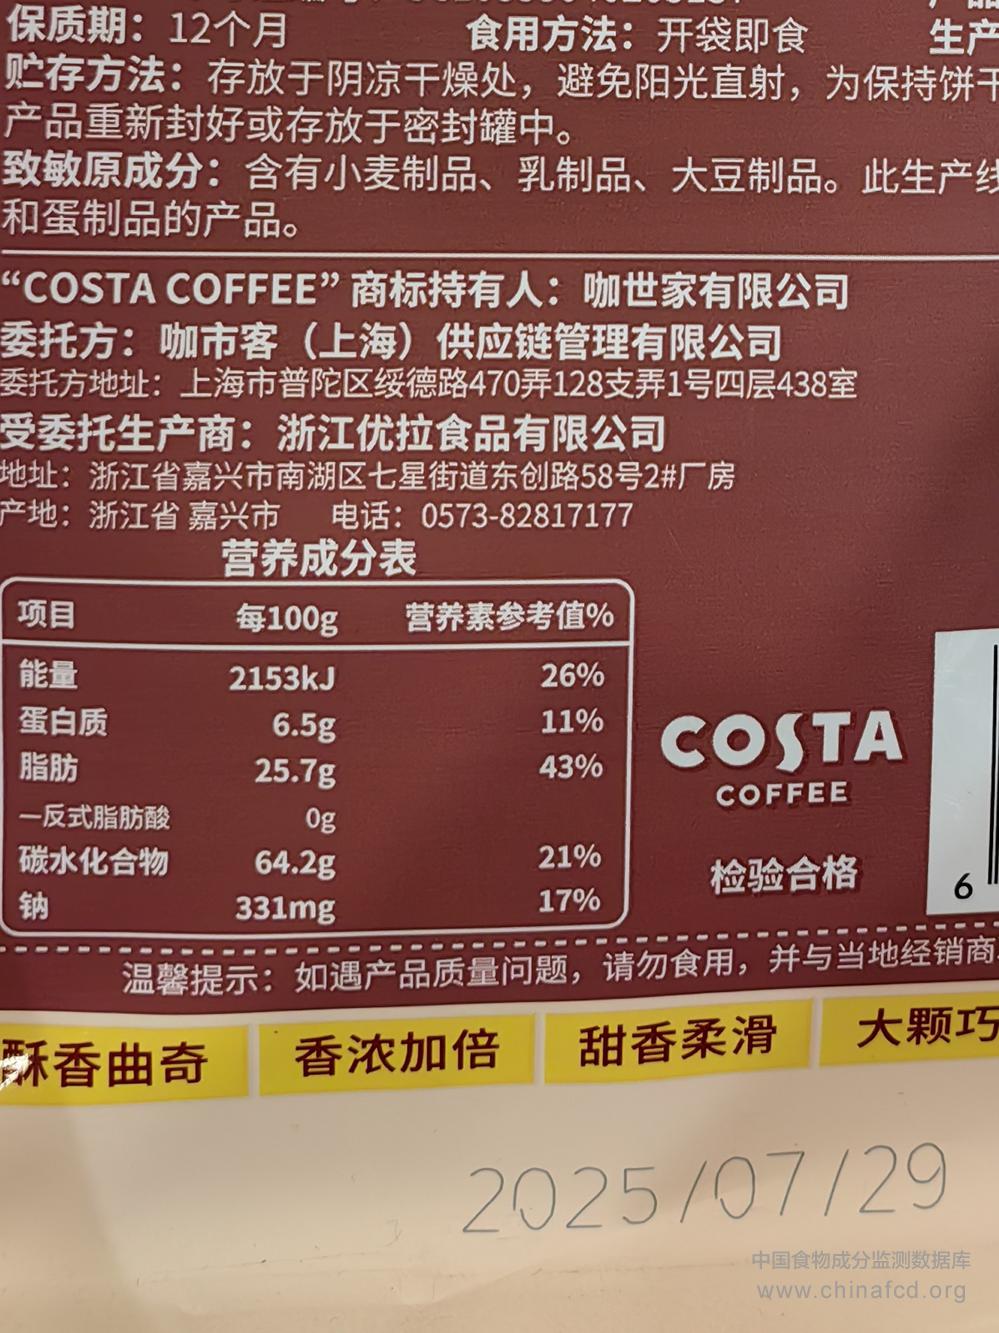 保质期：12个月 食用方法：开袋即食 生产
贮存方法：存放于阴凉干燥处，避免阳光直射，为保持饼干
产品重新封好或存放于密封罐中。
致敏原成分：含有小麦制品、乳制品、大豆制品。此生产线
和蛋制品的产品。
“COSTA COFFEE”商标持有人：咖世家有限公司
委托方：咖市客（上海）供应链管理有限公司
委托方地址：上海市普陀区绥德路470弄128支弄1号四层438室
受委托生产商：浙江优拉食品有限公司
地址：浙江省嘉兴市南湖区七星街道东创路58号2#厂房
产地：浙江省 嘉兴市 电话：0573-82817177
营养成分表
项目 每100g 营养素参考值%
能量 2153kJ 26%
蛋白质 6.5g 11%
脂肪 25.7g 43%
—反式脂肪酸 0g
碳水化合物 64.2g 21%
钠 331mg 17%
COSTA
COFFEE
检验合格
6
温馨提示：如遇产品质量问题，请勿食用，并与当地经销商
酥香曲奇 香浓加倍 甜香柔滑 大颗巧
2025/07/29
中国食物成分监测数据库
www.chinafcd.org